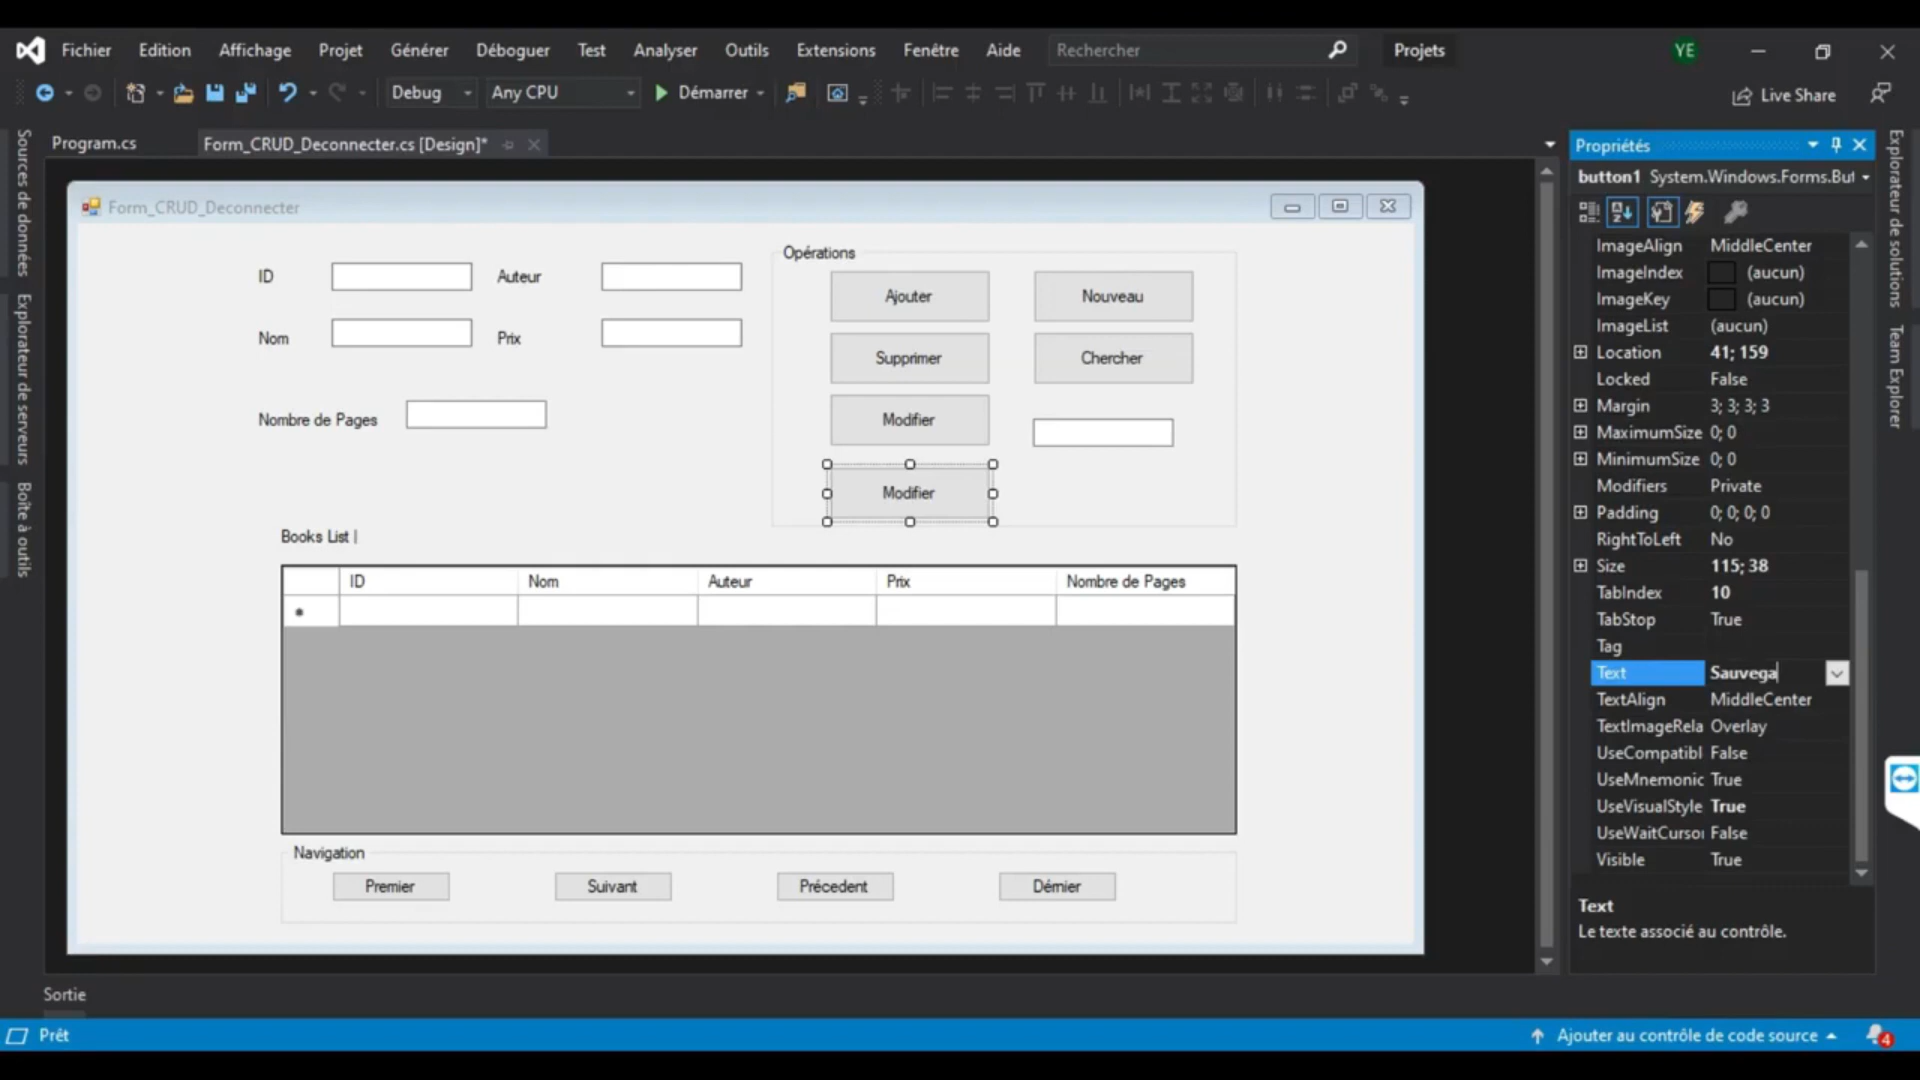 Fichier Edition Affichage Projet Générer Déboguer Test Analyser Outils Extensions Fenêtre Aide Rechercher Projets YE
Debug Any CPU Démarrer Live Share
Program.cs Form_CRUD_Deconnecter.cs [Design]*
Sources de données
Explorateur de serveurs
Boîte à outils
Form_CRUD_Deconnecter
ID Auteur
Nom Prix
Nombre de Pages
Opérations
Ajouter Nouveau
Supprimer Chercher
Modifier
Modifier
Books List |
ID Nom Auteur Prix Nombre de Pages
Navigation
Premier Suivant Précedent Démier
Propriétés
button1 System.Windows.Forms.But
ImageAlign MiddleCenter
ImageIndex (aucun)
ImageKey (aucun)
ImageList (aucun)
Location 41; 159
Locked False
Margin 3; 3; 3; 3
MaximumSize 0; 0
MinimumSize 0; 0
Modifiers Private
Padding 0; 0; 0; 0
RightToLeft No
Size 115; 38
TabIndex 10
TabStop True
Tag
Text Sauvega
TextAlign MiddleCenter
TextImageRela Overlay
UseCompatibl False
UseMnemonic True
UseVisualStyle True
UseWaitCursor False
Visible True
Text
Le texte associé au contrôle.
Explorateur de solutions
Team Explorer
Sortie
Prêt Ajouter au contrôle de code source 4